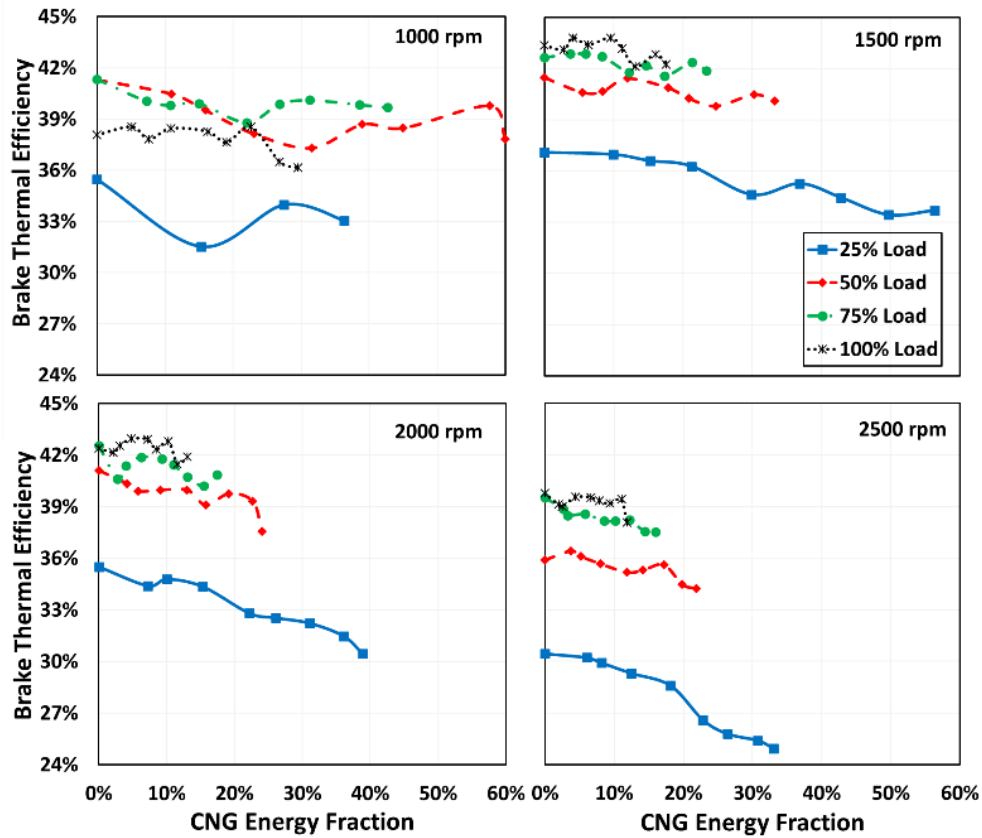 45%
42%
39%
36%
33%
30%
27%
24%
Brake Thermal Efficiency
1000 rpm
1500 rpm
25% Load
50% Load
75% Load
100% Load
45%
42%
39%
36%
33%
30%
27%
24%
Brake Thermal Efficiency
2000 rpm
2500 rpm
0% 10% 20% 30% 40% 50% 60%
0% 10% 20% 30% 40% 50% 60%
CNG Energy Fraction
CNG Energy Fraction